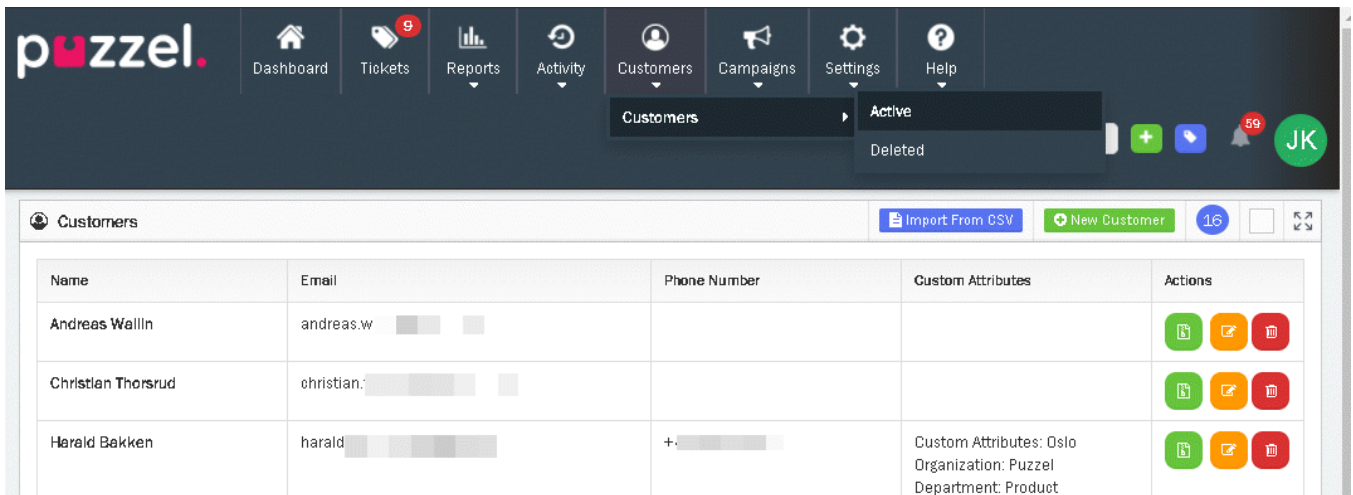 puzzel.
9
Dashboard Tickets Reports Activity Customers Campaigns Settings Help
Customers Active
Deleted
59
JK
Customers Import From CSV New Customer 16
Name Email Phone Number Custom Attributes Actions
Andreas Wallin andreas.w
Christian Thorsrud christian.
Harald Bakken harald + Custom Attributes: Oslo
Organization: Puzzel
Department: Product